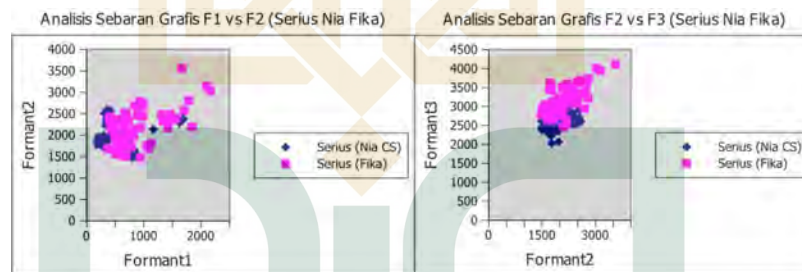 Analisis Sebaran Grafis F1 vs F2 (Serius Nia Fika)
4000
3500
3000
2500
2000
1500
1000
500
0
Formant2
0 1000 2000
Formant1
Serius (Nia CS)
Serius (Fika)
Analisis Sebaran Grafis F2 vs F3 (Serius Nia Fika)
4500
4000
3500
3000
2500
2000
1500
1000
500
0
Formant3
0 1500 3000
Formant2
Serius (Nia CS)
Serius (Fika)